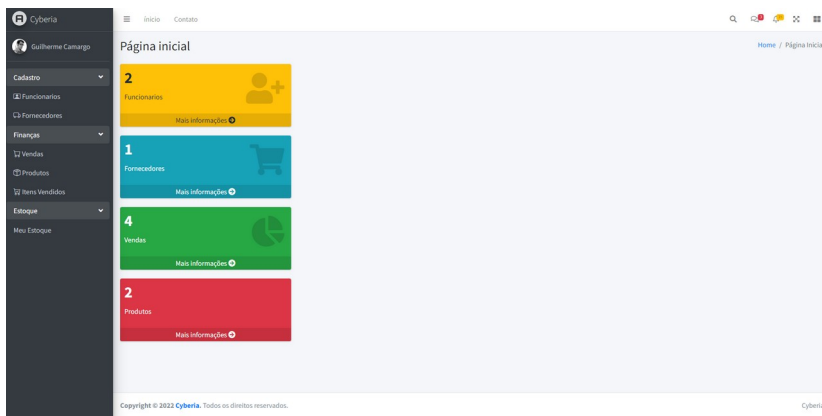 Cyberia
início
Contato
Guilherme Camargo
Página inicial
Home / Página Inicia
Cadastro
Funcionarios
Fornecedores
Finanças
Vendas
Produtos
Itens Vendidos
Estoque
Meu Estoque
2
Funcionarios
Mais informações
1
Fornecedores
Mais informações
4
Vendas
Mais informações
2
Produtos
Mais informações
Copyright © 2022 Cyberia. Todos os direitos reservados.
Cyberia